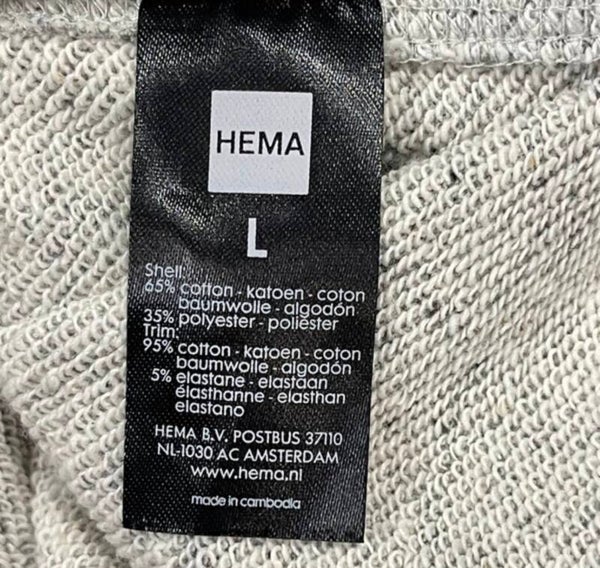 HEMA
L
Shell:
65% cotton - katoen - coton
baumwolle - algodón
35% polyester - poliëster
Trim:
95% cotton - katoen - coton
baumwolle - algodón
5% elastane - elastaan
élasthanne - elasthan
elastano
HEMA B.V. POSTBUS 37110
NL-1030 AC AMSTERDAM
www.hema.nl
made in cambodia